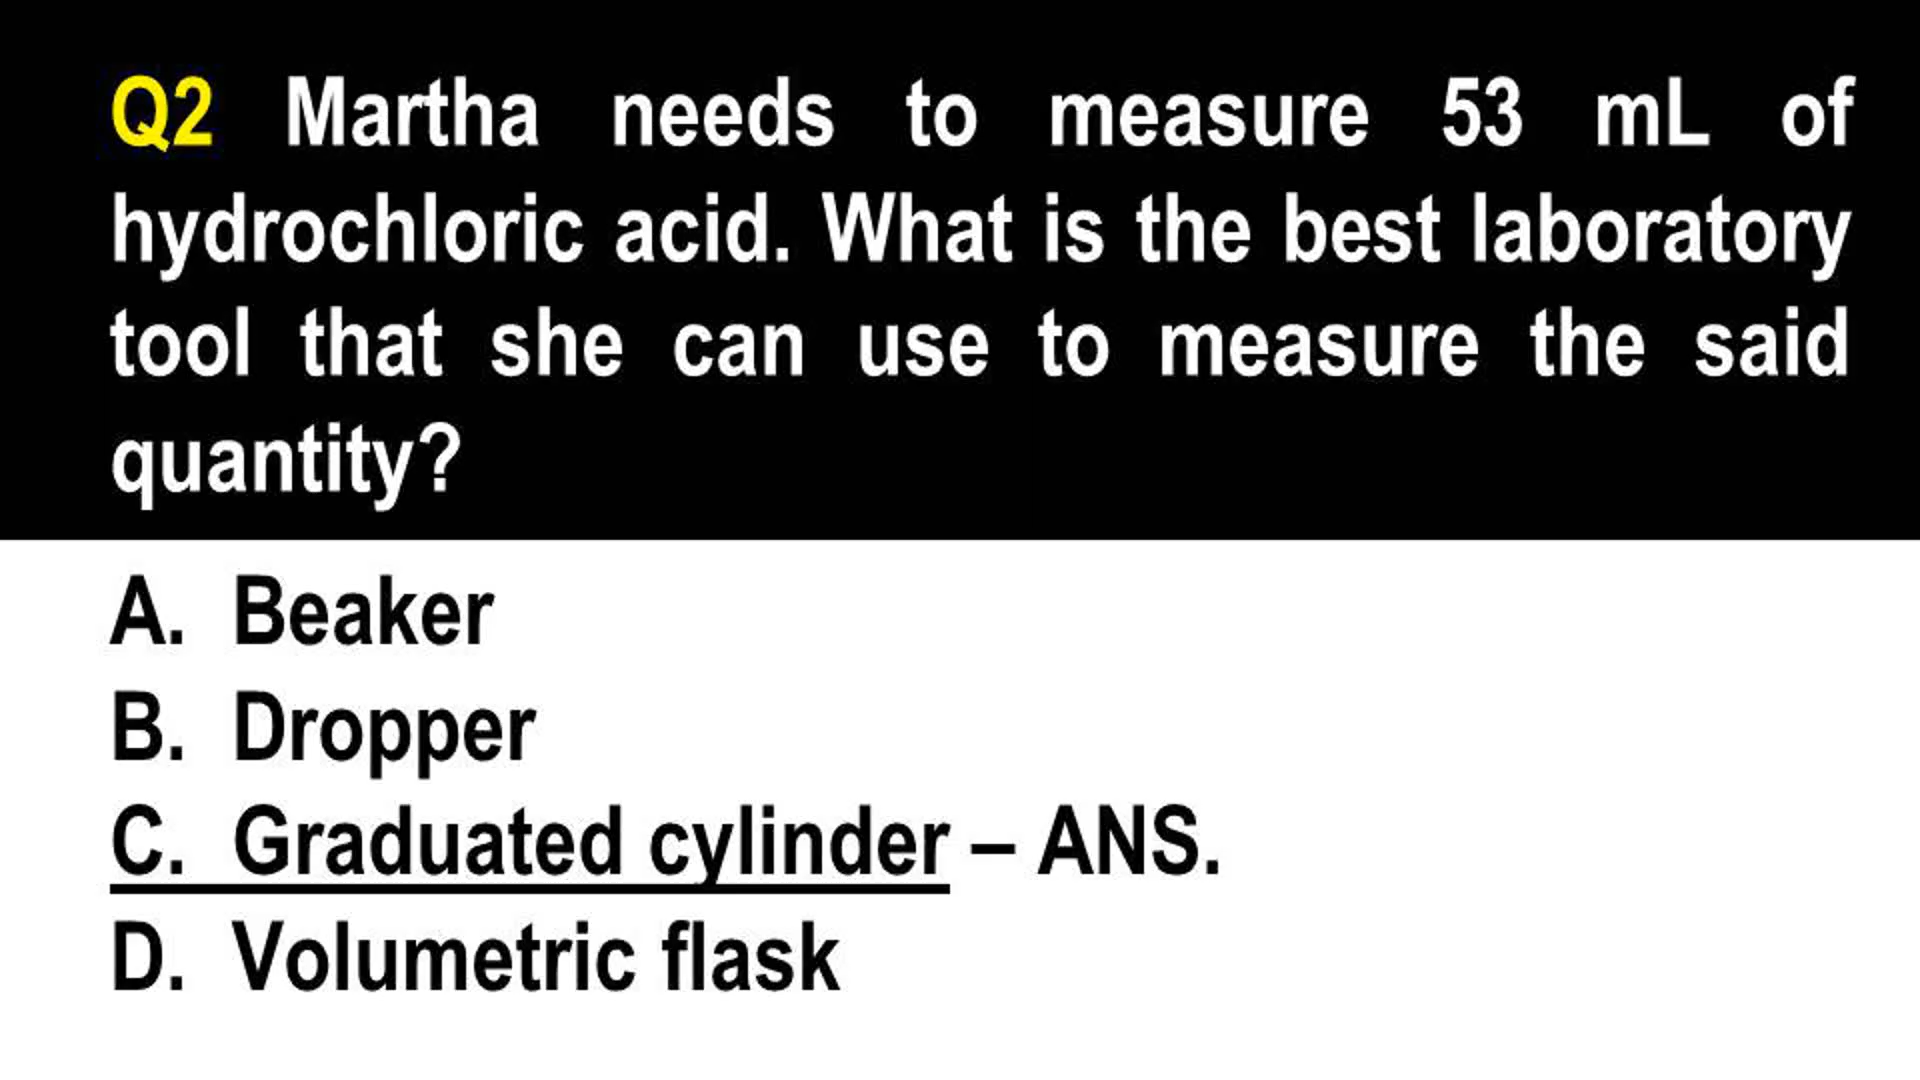 Q2 Martha needs to measure 53 mL of
hydrochloric acid. What is the best laboratory
tool that she can use to measure the said
quantity?
A. Beaker
B. Dropper
C. Graduated cylinder – ANS.
D. Volumetric flask